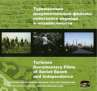 Туркменские
документальные фильмы
советского периода
и независимости
Turkmen
Documentary Films
of Soviet Epoch
and Independence